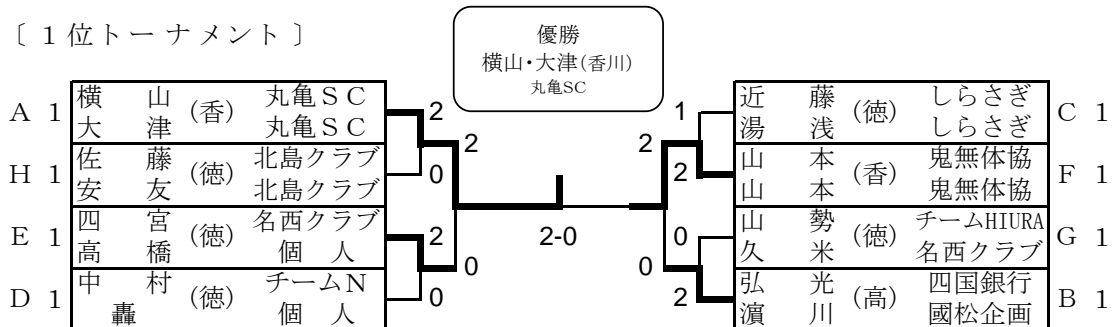 〔 1位トーナメント 〕
優勝
横山・大津(香川)
丸亀SC
A 1 横 山 (香) 丸亀SC
大 津 丸亀SC
H 1 佐 藤 (徳) 北島クラブ
安 友 北島クラブ
E 1 四 宮 (徳) 名西クラブ
高 橋 個 人
D 1 中 村 (徳) チームN
轟 個 人
2
0
2
0
2
0
2-0
2
0
1
2
0
2
近 藤 (徳) しらさぎ C 1
湯 浅 しらさぎ
山 本 (香) 鬼無体協 F 1
山 本 鬼無体協
山 勢 (徳) チームHIURA G 1
久 米 名西クラブ
弘 光 (高) 四国銀行 B 1
濵 川 國松企画